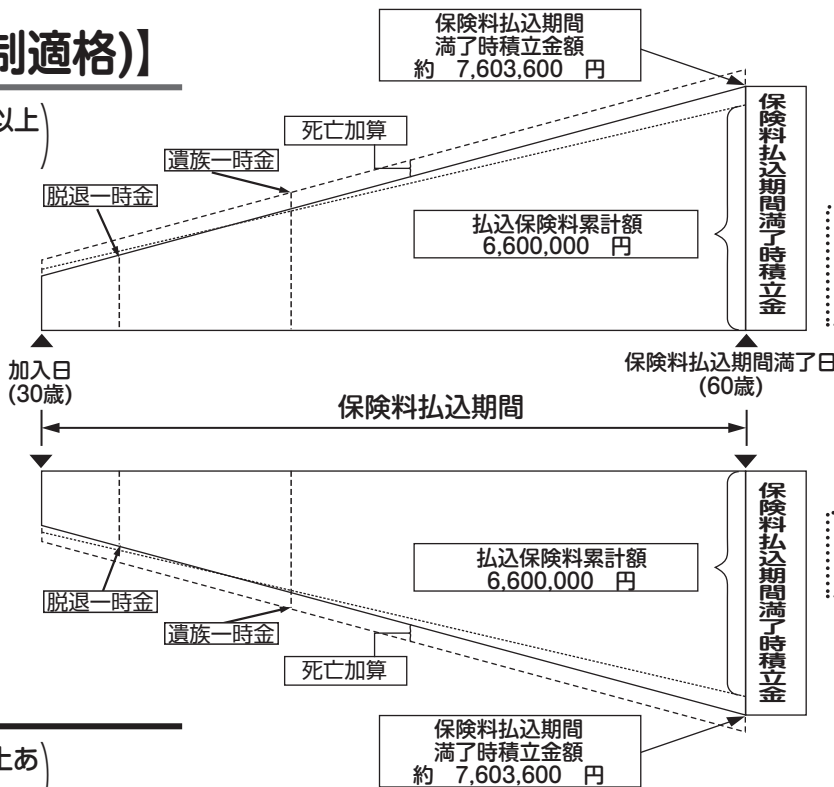 制適格)】
以上
保険料払込期間
満了時積立金額
約 7,603,600 円
死亡加算
遺族一時金
脱退一時金
払込保険料累計額
6,600,000 円
保険料払込期間満了時積立金
加入日
(30歳)
保険料払込期間満了日
(60歳)
保険料払込期間
払込保険料累計額
6,600,000 円
保険料払込期間満了時積立金
脱退一時金
遺族一時金
死亡加算
保険料払込期間
満了時積立金額
約 7,603,600 円
上あ